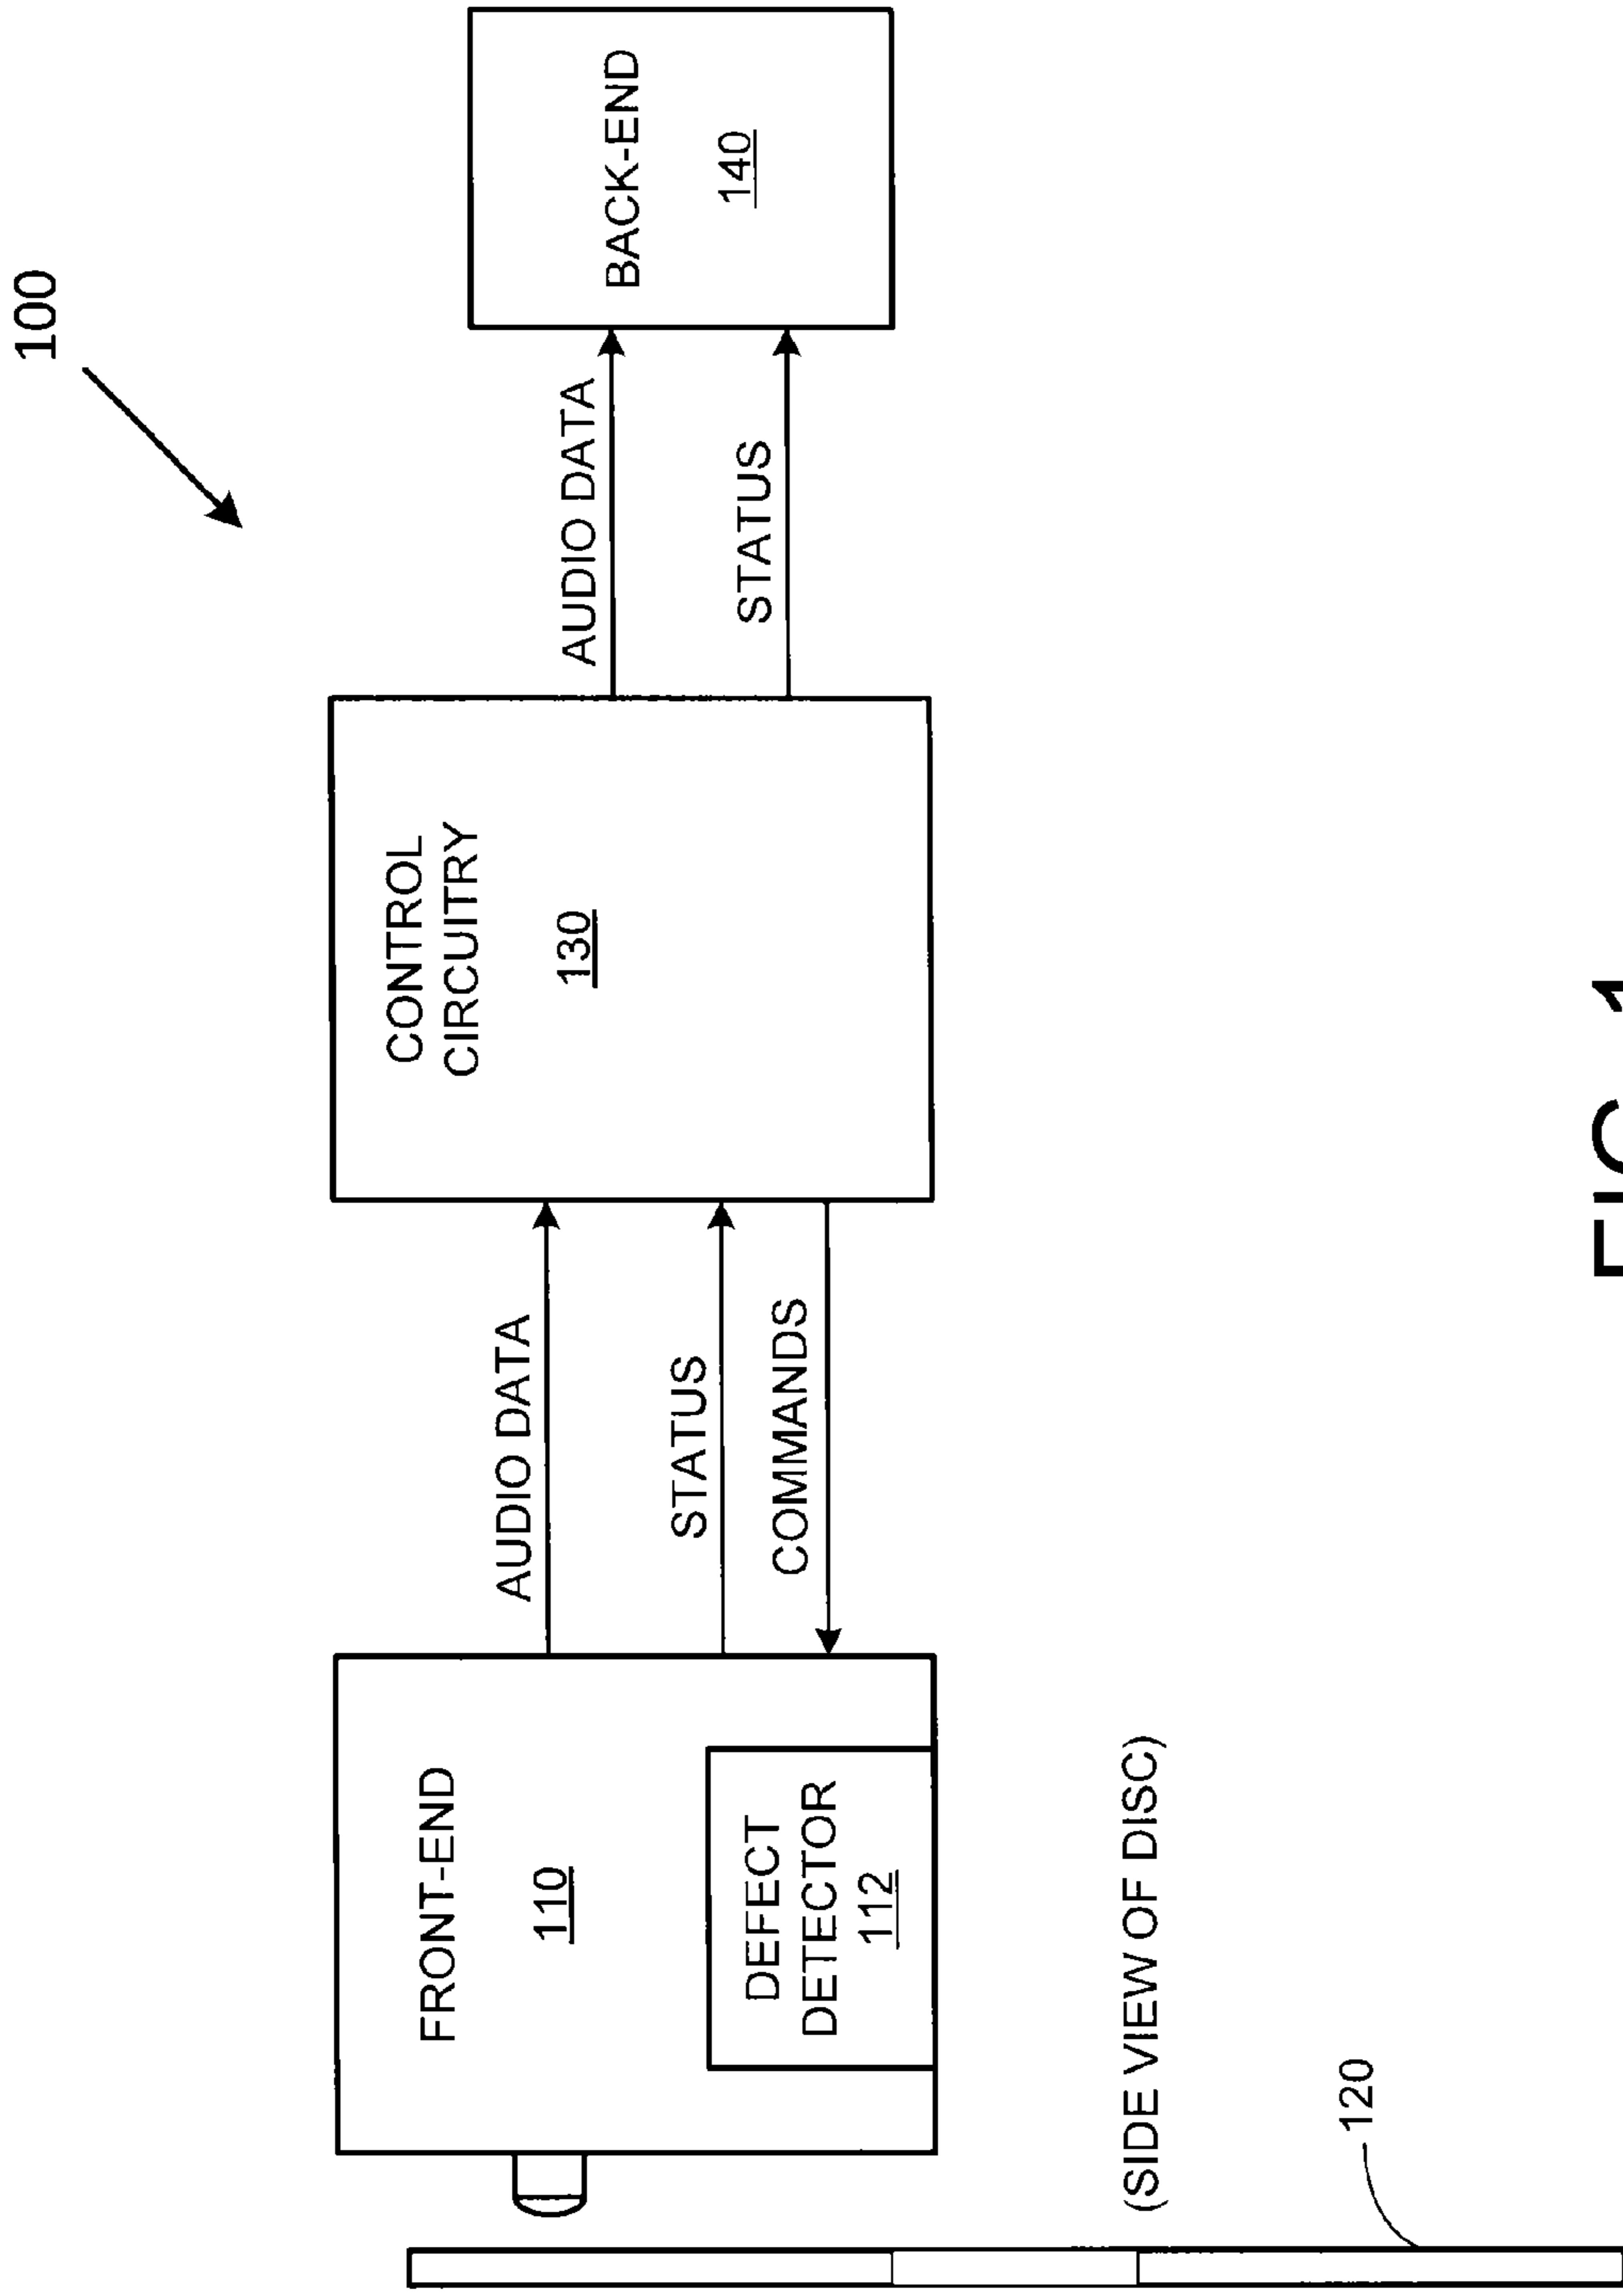 100
FRONT-END
110
DEFECT
DETECTOR
112
AUDIO DATA
STATUS
COMMANDS
CONTROL
CIRCUITRY
130
AUDIO DATA
STATUS
BACK-END
140
(SIDE VIEW OF DISC)
120